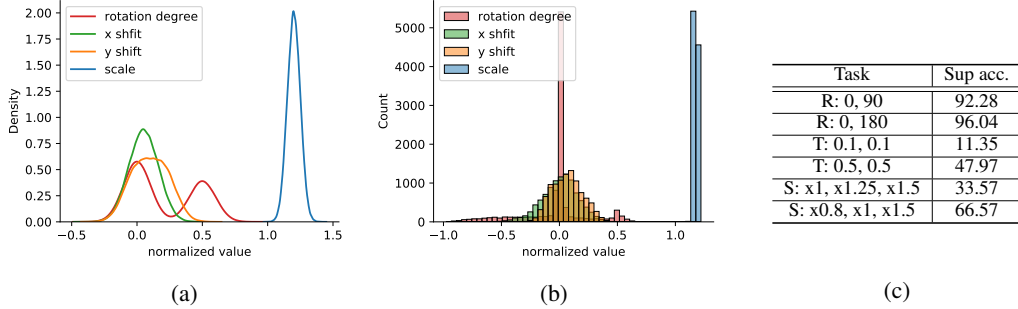 2.00
1.75
1.50
1.25
1.00
0.75
0.50
0.25
0.00
Density
rotation degree
x shfit
y shift
scale
−0.5 0.0 0.5 1.0 1.5
normalized value
(a)
5000
4000
3000
2000
1000
0
Count
rotation degree
x shfit
y shift
scale
−1.0 −0.5 0.0 0.5 1.0
normalized value
(b)
Task Sup acc.
R: 0, 90 92.28
R: 0, 180 96.04
T: 0.1, 0.1 11.35
T: 0.5, 0.5 47.97
S: x1, x1.25, x1.5 33.57
S: x0.8, x1, x1.5 66.57
(c)